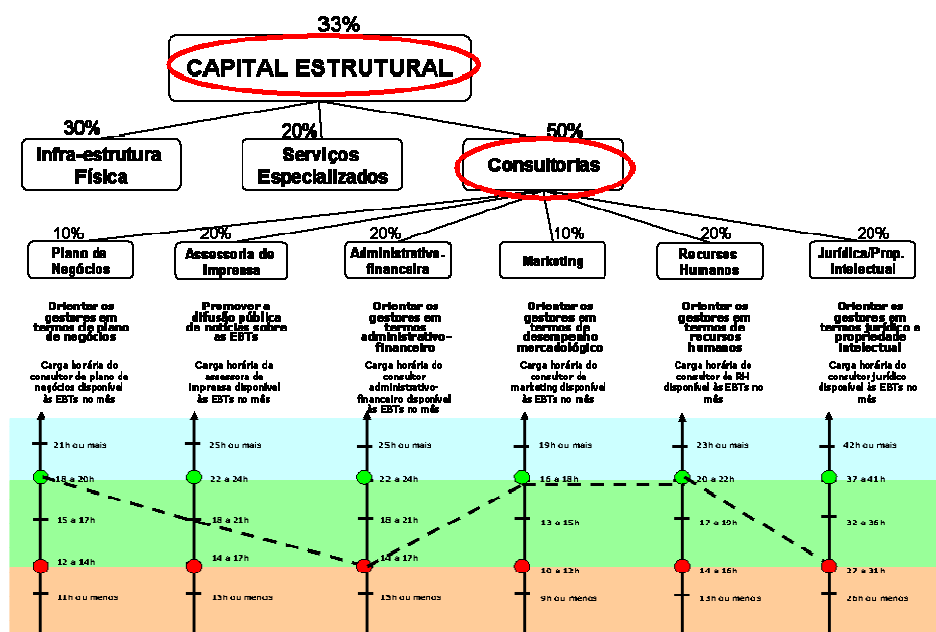 33%
CAPITAL ESTRUTURAL
30%
20%
50%
Infra-estrutura
Física
Serviços
Especializados
Consultorias
10%
20%
20%
10%
20%
20%
Plano de
Negócios
Assessoria de
Imprensa
Administrativa-
financeira
Marketing
Recursos
Humanos
Jurídica/Prop.
Intelectual
Orientar os
gestores em
termos de plano
de negócios
Promover a
difusão pública
de notícias sobre
as EBTs
Orientar os
gestores em
termos
administrativo-
financeiro
Orientar os
gestores em
termos de
desempenho
mercadológico
Orientar os
gestores em
termos de
recursos
humanos
Orientar os
gestores em
termos jurídico e
propriedade
intelectual
Carga horária do
consultor de plano de
negócios disponível
às EBTs no mês
Carga horária da
assessora de
imprensa disponível
às EBTs no mês
Carga horária do
consultor
administrativo-
financeiro disponível
às EBTs no mês
Carga horária do
consultor de
marketing disponível
às EBTs no mês
Carga horária do
consultor de RH
disponível às EBTs no
mês
Carga horária do
consultor jurídico
disponível às EBTs no
mês
21h ou mais
25h ou mais
25h ou mais
19h ou mais
23h ou mais
42h ou mais
18 a 20h
22 a 24h
22 a 24h
16 a 18h
20 a 22h
37 a 41h
15 a 17h
18 a 21h
18 a 21h
13 a 15h
17 a 19h
32 a 36h
12 a 14h
14 a 17h
14 a 17h
10 a 12h
14 a 16h
27 a 31h
11h ou menos
13h ou menos
13h ou menos
9h ou menos
13h ou menos
26h ou menos